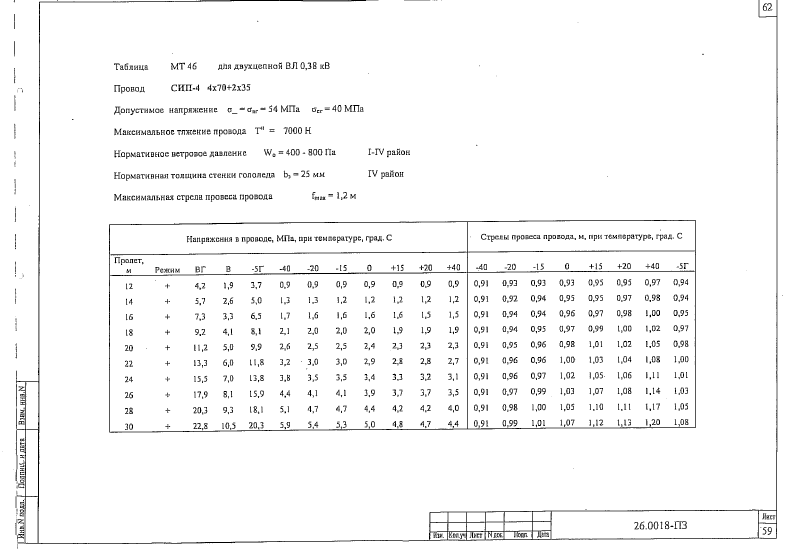 62
Таблица МТ 46 для двухцепной ВЛ 0,38 кВ
Провод СИП-4 4х70+2х35
Допустимое напряжение σ_ = σвг = 54 МПа σсг = 40 МПа
Максимальное тяжение провода Тн = 7000 Н
Нормативное ветровое давление W₀ = 400 - 800 Па I-IV район
Нормативная толщина стенки гололеда bэ = 25 мм IV район
Максимальная стрела провеса провода fmax = 1,2 м
Напряжения в проводе, МПа, при температуре, град. С Стрелы провеса провода, м, при температуре, град. С
Пролет, м Режим ВГ В -5Г -40 -20 -15 0 +15 +20 +40 -40 -20 -15 0 +15 +20 +40 -5Г
12 + 4,2 1,9 3,7 0,9 0,9 0,9 0,9 0,9 0,9 0,9 0,91 0,93 0,93 0,93 0,95 0,95 0,97 0,94
14 + 5,7 2,6 5,0 1,3 1,3 1,2 1,2 1,2 1,2 1,2 0,91 0,92 0,94 0,95 0,95 0,97 0,98 0,94
16 + 7,3 3,3 6,5 1,7 1,6 1,6 1,6 1,6 1,5 1,5 0,91 0,94 0,94 0,96 0,97 0,98 1,00 0,95
18 + 9,2 4,1 8,1 2,1 2,0 2,0 2,0 1,9 1,9 1,9 0,91 0,94 0,95 0,97 0,99 1,00 1,02 0,97
20 + 11,2 5,0 9,9 2,6 2,5 2,5 2,4 2,3 2,3 2,3 0,91 0,95 0,96 0,98 1,01 1,02 1,05 0,98
22 + 13,3 6,0 11,8 3,2 3,0 3,0 2,9 2,8 2,8 2,7 0,91 0,96 0,96 1,00 1,03 1,04 1,08 1,00
24 + 15,5 7,0 13,8 3,8 3,5 3,5 3,4 3,3 3,2 3,1 0,91 0,96 0,97 1,02 1,05 1,06 1,11 1,01
26 + 17,9 8,1 15,9 4,4 4,1 4,1 3,9 3,7 3,7 3,5 0,91 0,97 0,99 1,03 1,07 1,08 1,14 1,03
28 + 20,3 9,3 18,1 5,1 4,7 4,7 4,4 4,2 4,2 4,0 0,91 0,98 1,00 1,05 1,10 1,11 1,17 1,05
30 + 22,8 10,5 20,3 5,9 5,4 5,3 5,0 4,8 4,7 4,4 0,91 0,99 1,01 1,07 1,12 1,13 1,20 1,08
Взам. инв.N
Подпис. и дата
Инв.N подл.
Изм. Кол.уч Лист N док. Подп. Дата
26.0018-ПЗ
Лист
59